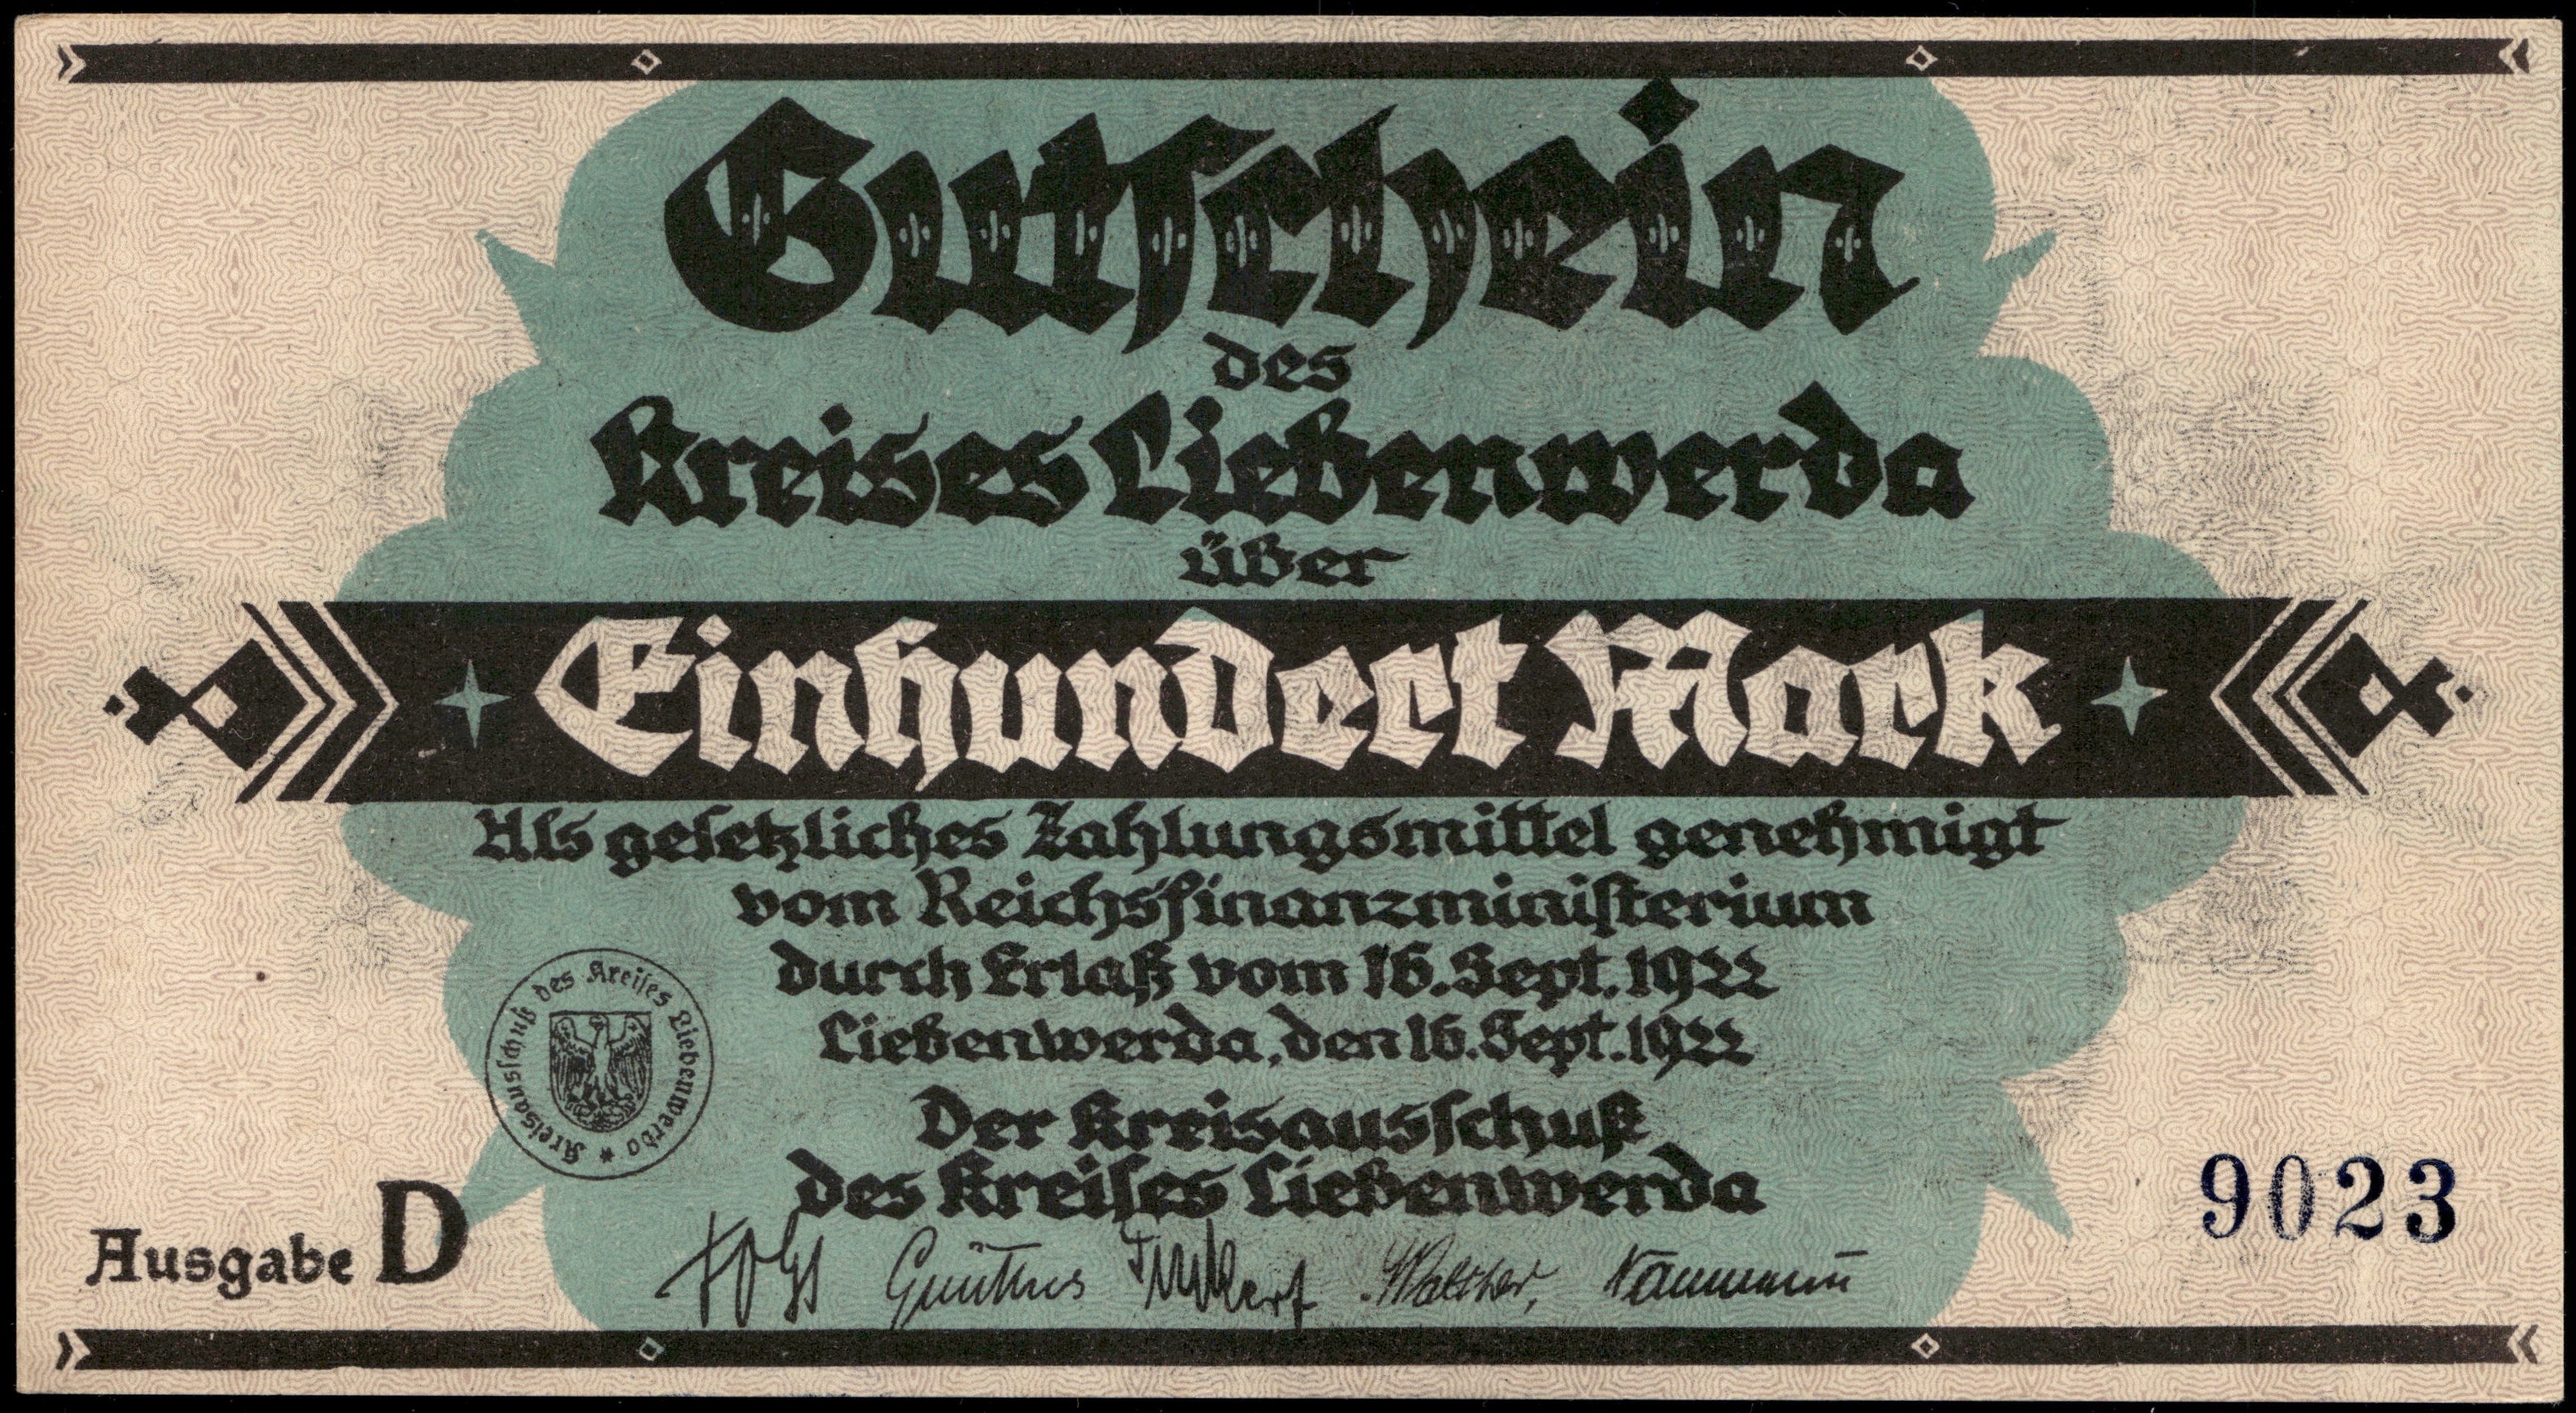 Gutschein
des
Kreises Liebenwerda
über
Einhundert Mark
Als gesetzliches Zahlungsmittel genehmigt
vom Reichsfinanzministerium
durch Erlaß vom 16. Sept. 1922
Liebenwerda, den 16. Sept. 1922
Der Kreisausschuß
des Kreises Liebenwerda
Kreisausschuß des Kreises Liebenwerda *
Ausgabe D
9023
Walther, Naumann